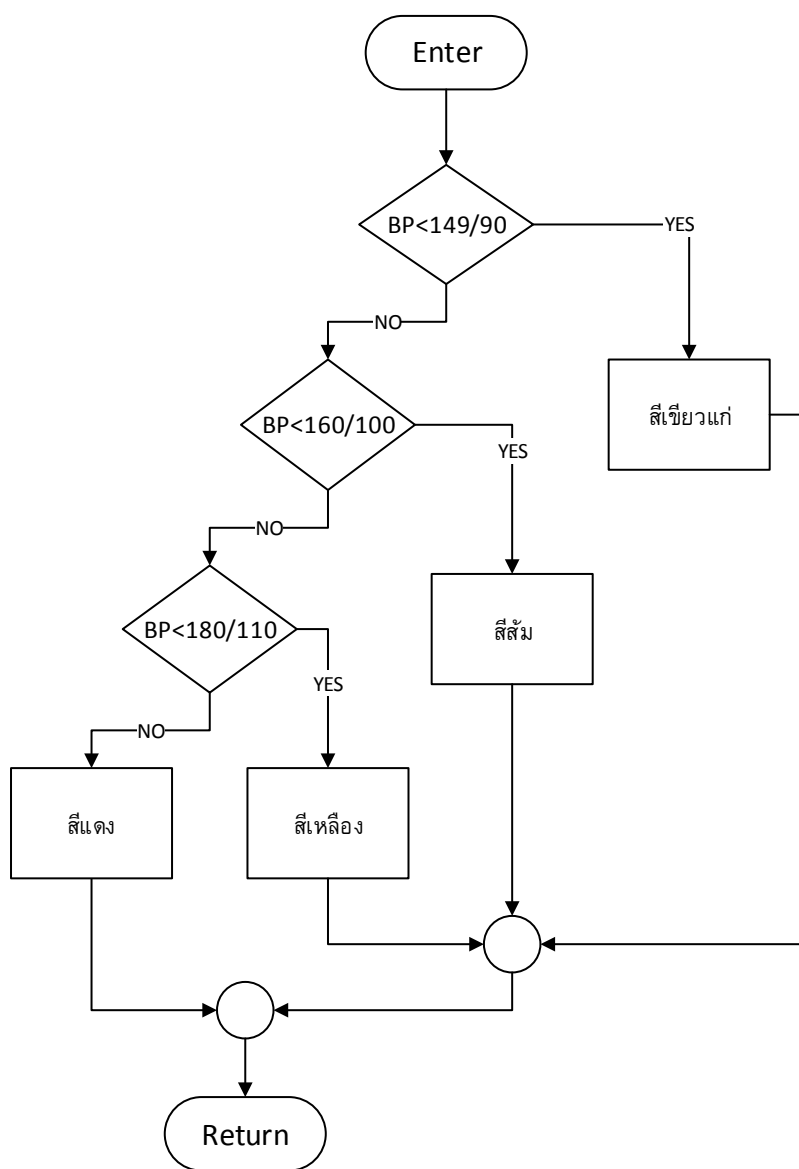 Enter
BP<149/90
YES
NO
BP<160/100
สีเขียวแก่
YES
NO
BP<180/110
สีส้ม
YES
NO
สีแดง
สีเหลือง
Return